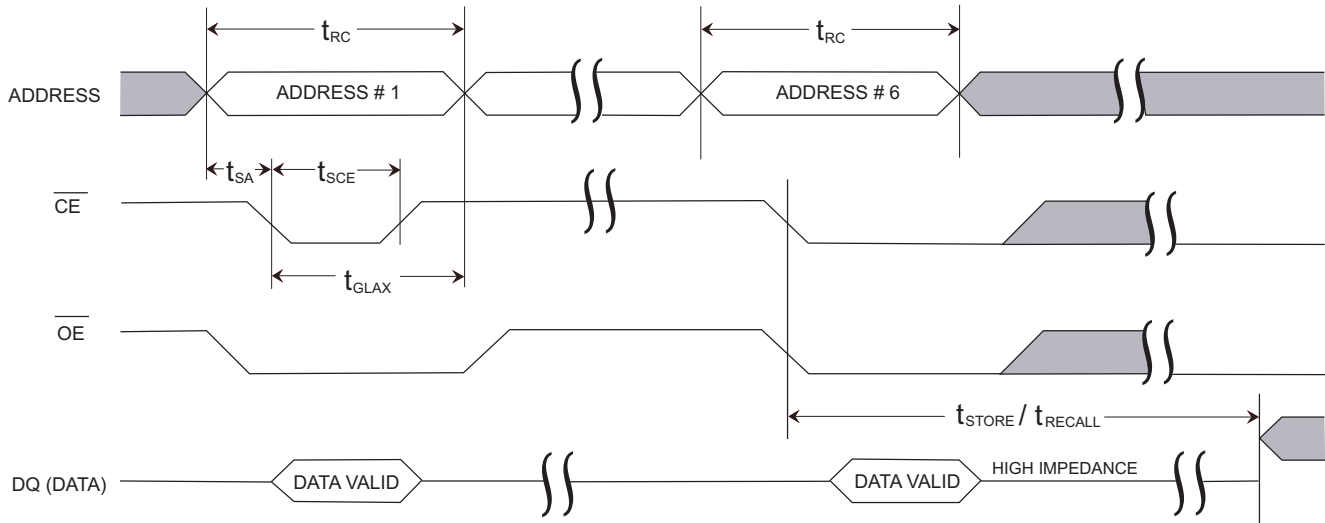 tRC
tRC
ADDRESS
ADDRESS # 1
ADDRESS # 6
tSA
tSCE
CE
tGLAX
OE
tSTORE / tRECALL
DQ (DATA)
DATA VALID
DATA VALID
HIGH IMPEDANCE